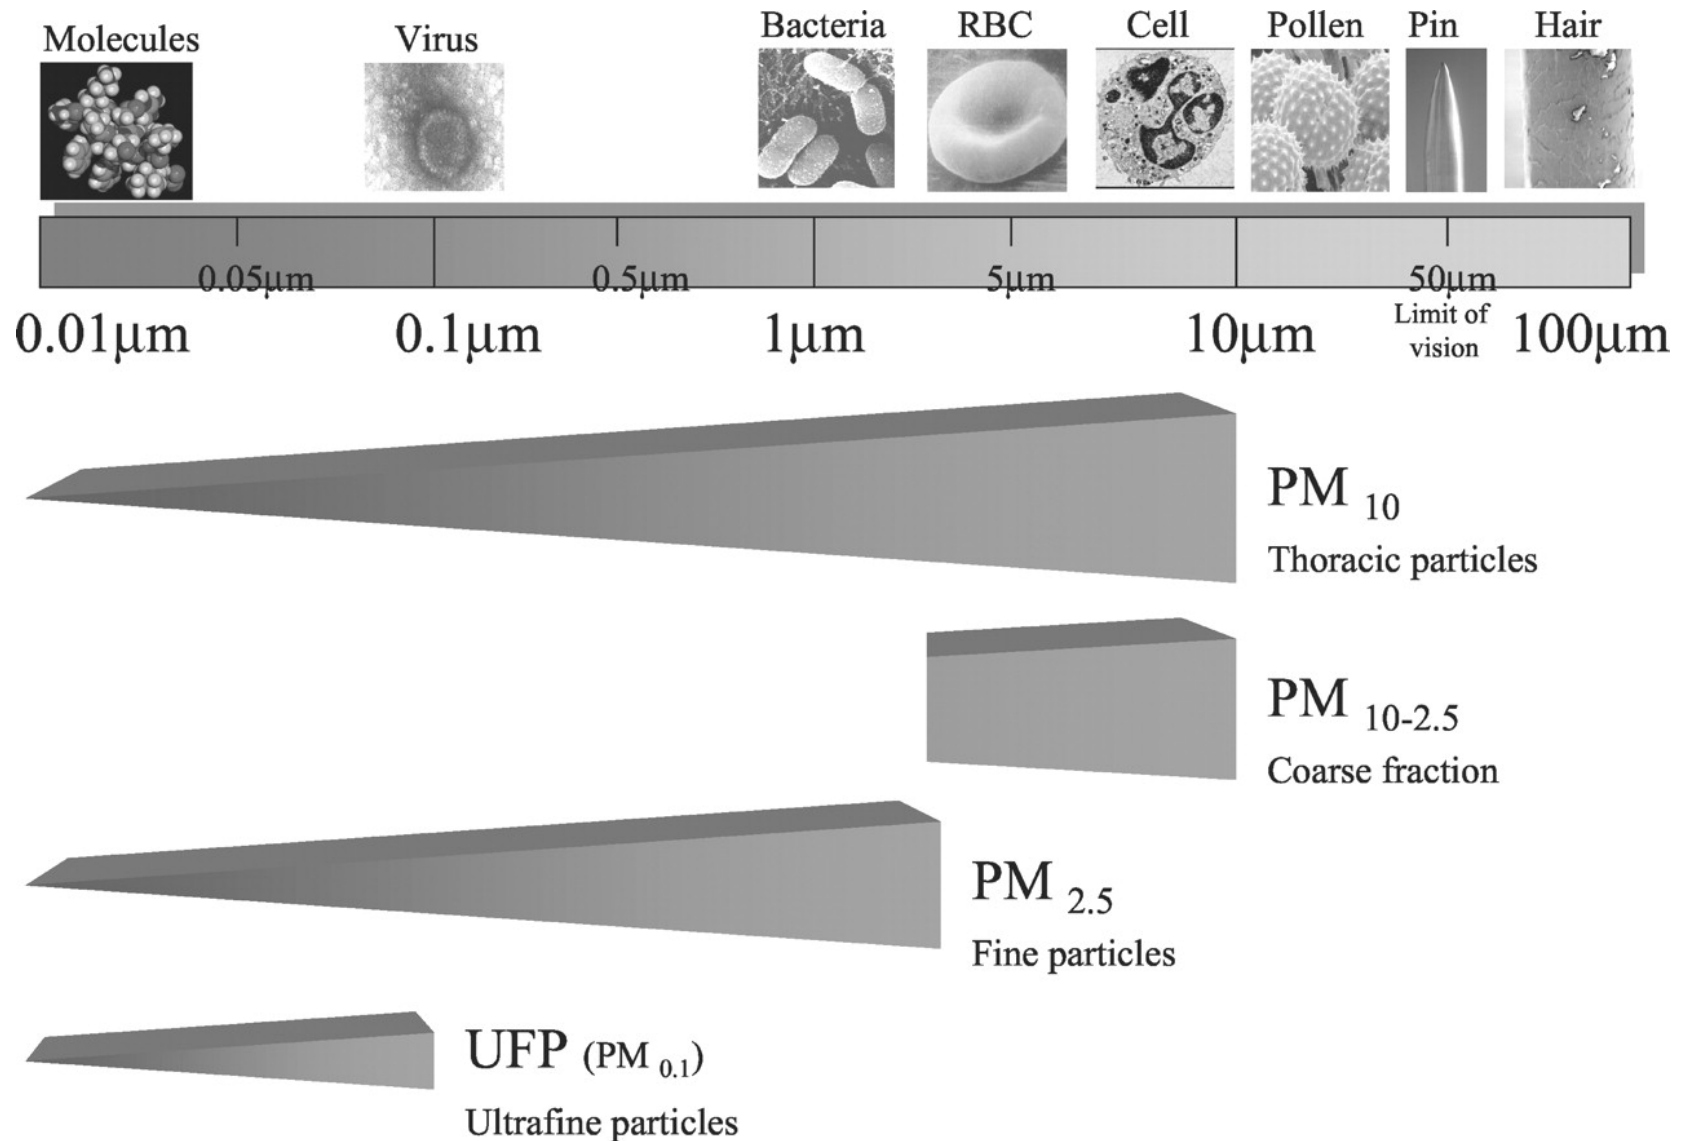 Molecules
Virus
Bacteria
RBC
Cell
Pollen
Pin
Hair
0.05μm
0.5μm
5μm
50μm
0.01μm
0.1μm
1μm
10μm
Limit of
vision
100μm
PM 10
Thoracic particles
PM 10-2.5
Coarse fraction
PM 2.5
Fine particles
UFP (PM 0.1)
Ultrafine particles